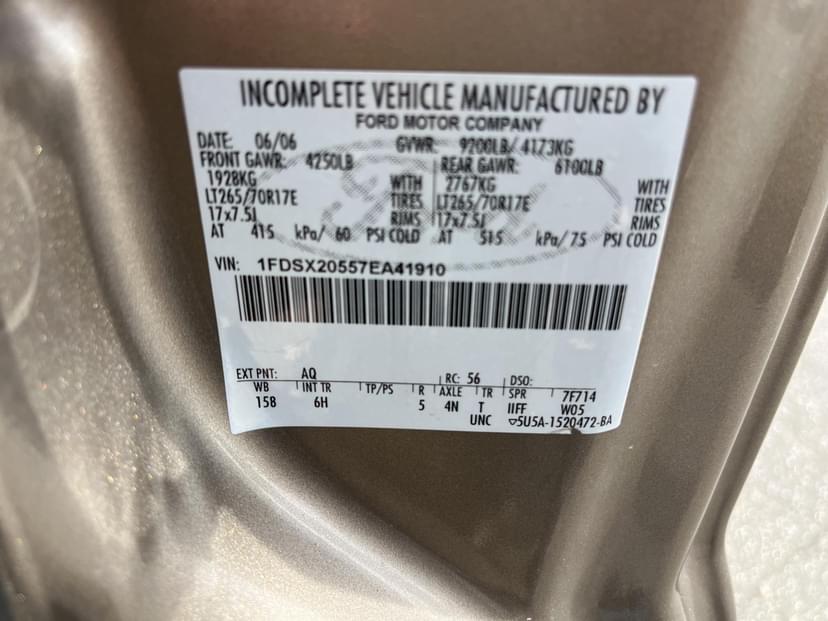 INCOMPLETE VEHICLE MANUFACTURED BY
FORD MOTOR COMPANY
DATE: 06/06 GVWR: 9200LB/ 4173KG
FRONT GAWR: 4250LB REAR GAWR: 6100LB
1928KG WITH 2767KG WITH
LT265/70R17E TIRES LT265/70R17E TIRES
17x7.5J RIMS 17x7.5J RIMS
AT 415 kPa/ 60 PSI COLD AT 515 kPa/ 75 PSI COLD
VIN: 1FDSX20557EA41910
EXT PNT: AQ RC: 56 DSO:
WB INT TR TP/PS R AXLE TR SPR 7F714
158 6H 5 4N T IIFF W05
UNC ▽5U5A-1520472-BA